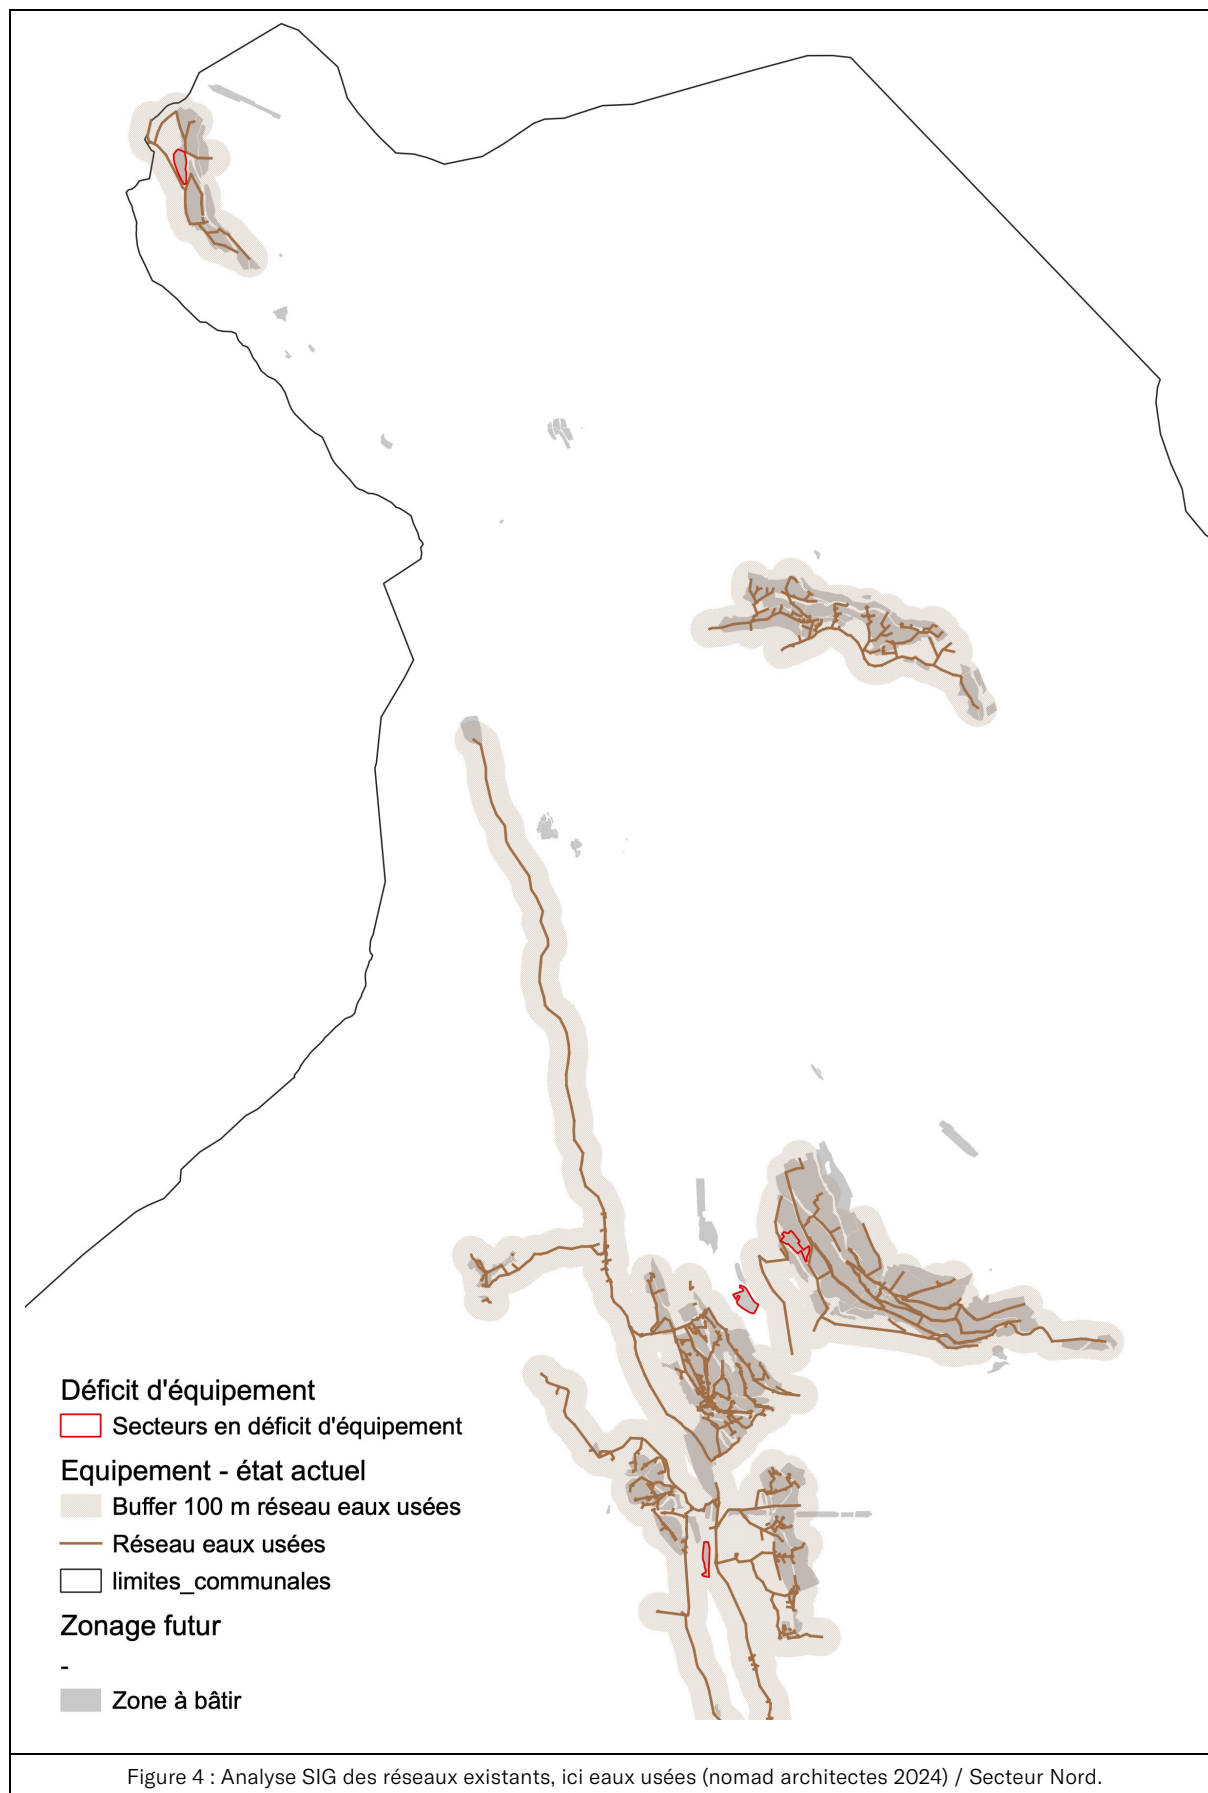 Déficit d'équipement
Secteurs en déficit d'équipement
Equipement - état actuel
Buffer 100 m réseau eaux usées
Réseau eaux usées
limites_communales
Zonage futur
-
Zone à bâtir
Figure 4 : Analyse SIG des réseaux existants, ici eaux usées (nomad architectes 2024) / Secteur Nord.